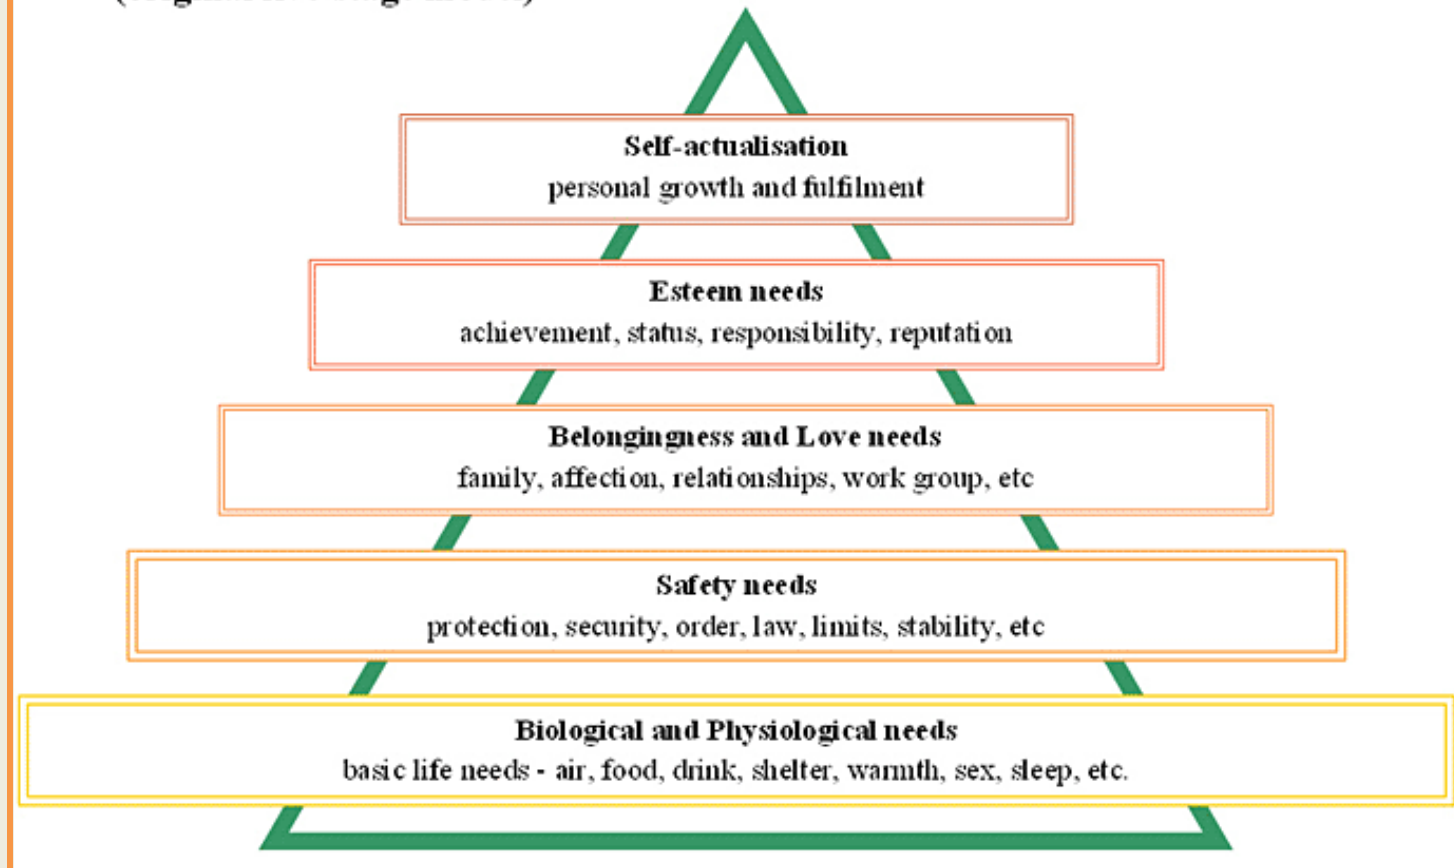 Self-actualisation
personal growth and fulfilment
Esteem needs
achievement, status, responsibility, reputation
Belongingness and Love needs
family, affection, relationships, work group, etc
Safety needs
protection, security, order, law, limits, stability, etc
Biological and Physiological needs
basic life needs - air, food, drink, shelter, warmth, sex, sleep, etc.